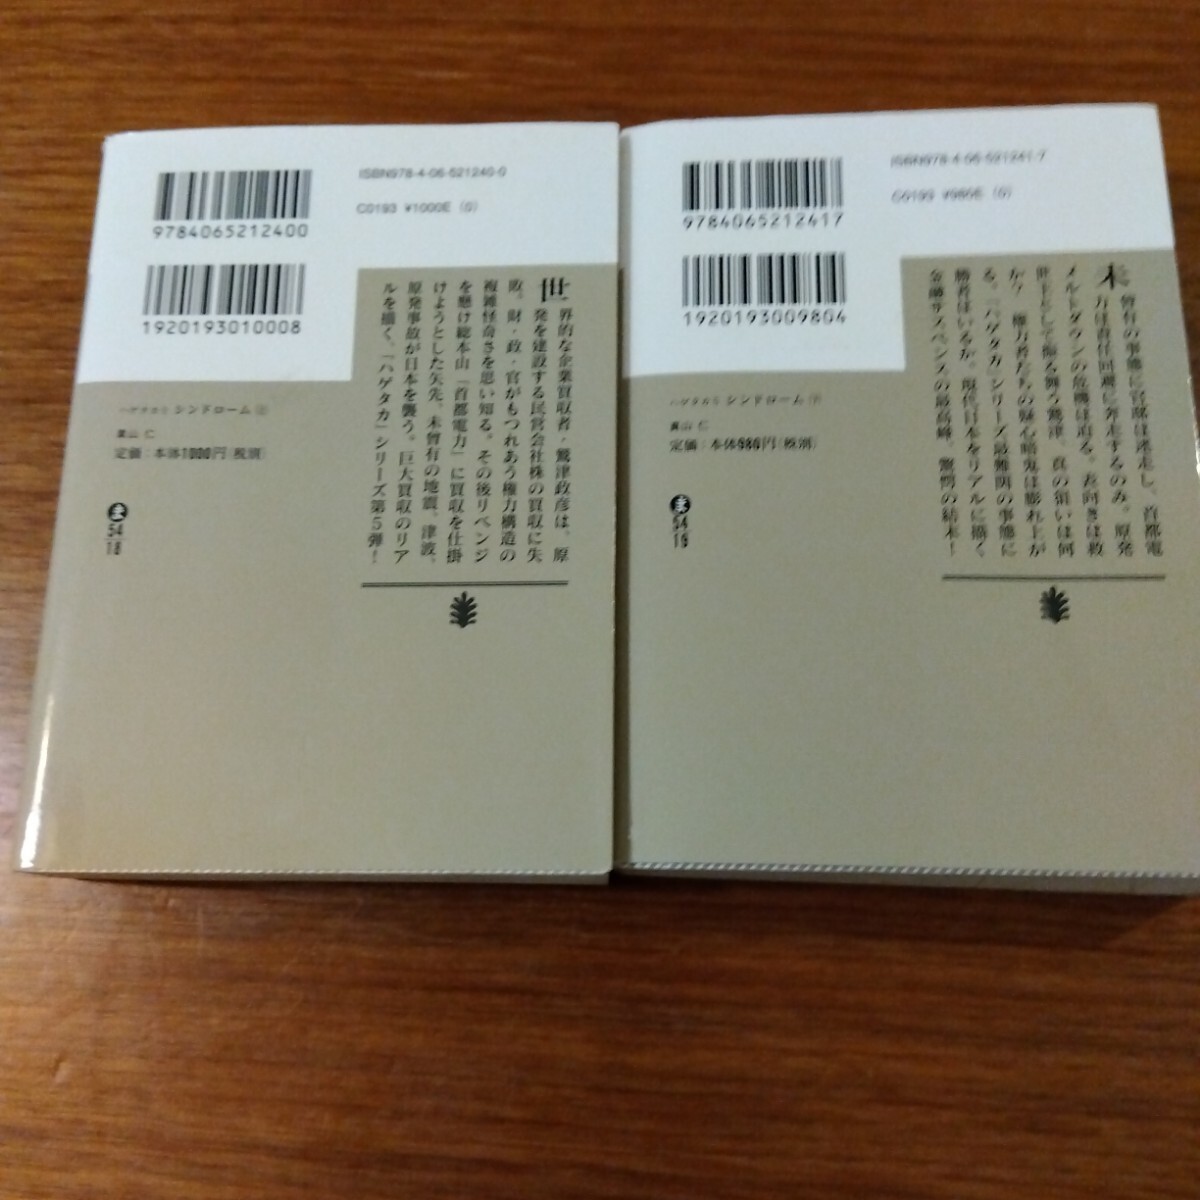 ISBN978-4-06-521240-0
C0193 ¥1000E (0)
9784065212400
1920193010008
世界的な企業買収者・鷲津政彦は、原
発を建設する民営会社株の買収に失
敗。財・政・官がもつれあう権力構造の
複雑怪奇さを思い知る。その後リベンジ
を懸け総本山「首都電力」に買収を仕掛
けようとした矢先、未曾有の地震、津波、
原発事故が日本を襲う。巨大買収のリア
ルを描く、「ハゲタカ」シリーズ第5弾!
ハゲタカ5 シンドローム
真山 仁
定価:本体1000円(税別)
ま
54
18
ISBN978-4-06-521241-7
C0193 ¥980E (0)
9784065212417
1920193009804
未曾有の事態に官邸は迷走し、首都電
力は責任回避に奔走するのみ。原発
メルトダウンの危機は迫る。表向きは救
世主として振る舞う鷲津。真の狙いは何
か? 権力者たちの疑心暗鬼は膨れ上が
る。「ハゲタカ」シリーズ最難関の事態に
勝者はいるか。現代日本をリアルに描く、
金融サスペンスの最高峰、驚愕の結末!
ハゲタカ5 シンドローム
真山 仁
定価:本体980円(税別)
ま
54
19